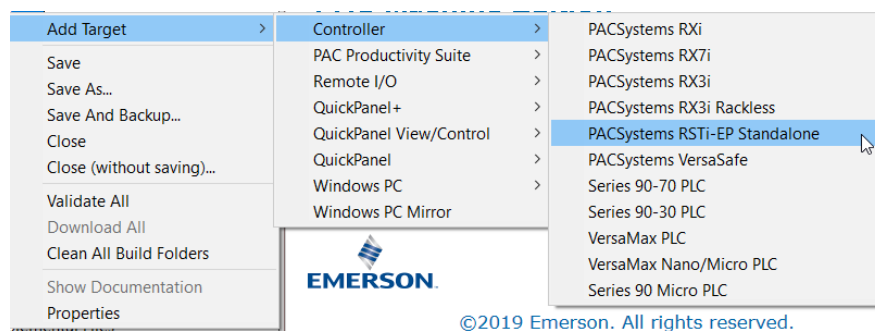 Add Target
Save
Save As...
Save And Backup...
Close
Close (without saving)...
Validate All
Download All
Clean All Build Folders
Show Documentation
Properties
Controller
PAC Productivity Suite
Remote I/O
QuickPanel+
QuickPanel View/Control
QuickPanel
Windows PC
Windows PC Mirror
PACSystems RXi
PACSystems RX7i
PACSystems RX3i
PACSystems RX3i Rackless
PACSystems RSTi-EP Standalone
PACSystems VersaSafe
Series 90-70 PLC
Series 90-30 PLC
VersaMax PLC
VersaMax Nano/Micro PLC
Series 90 Micro PLC
EMERSON.
©2019 Emerson. All rights reserved.